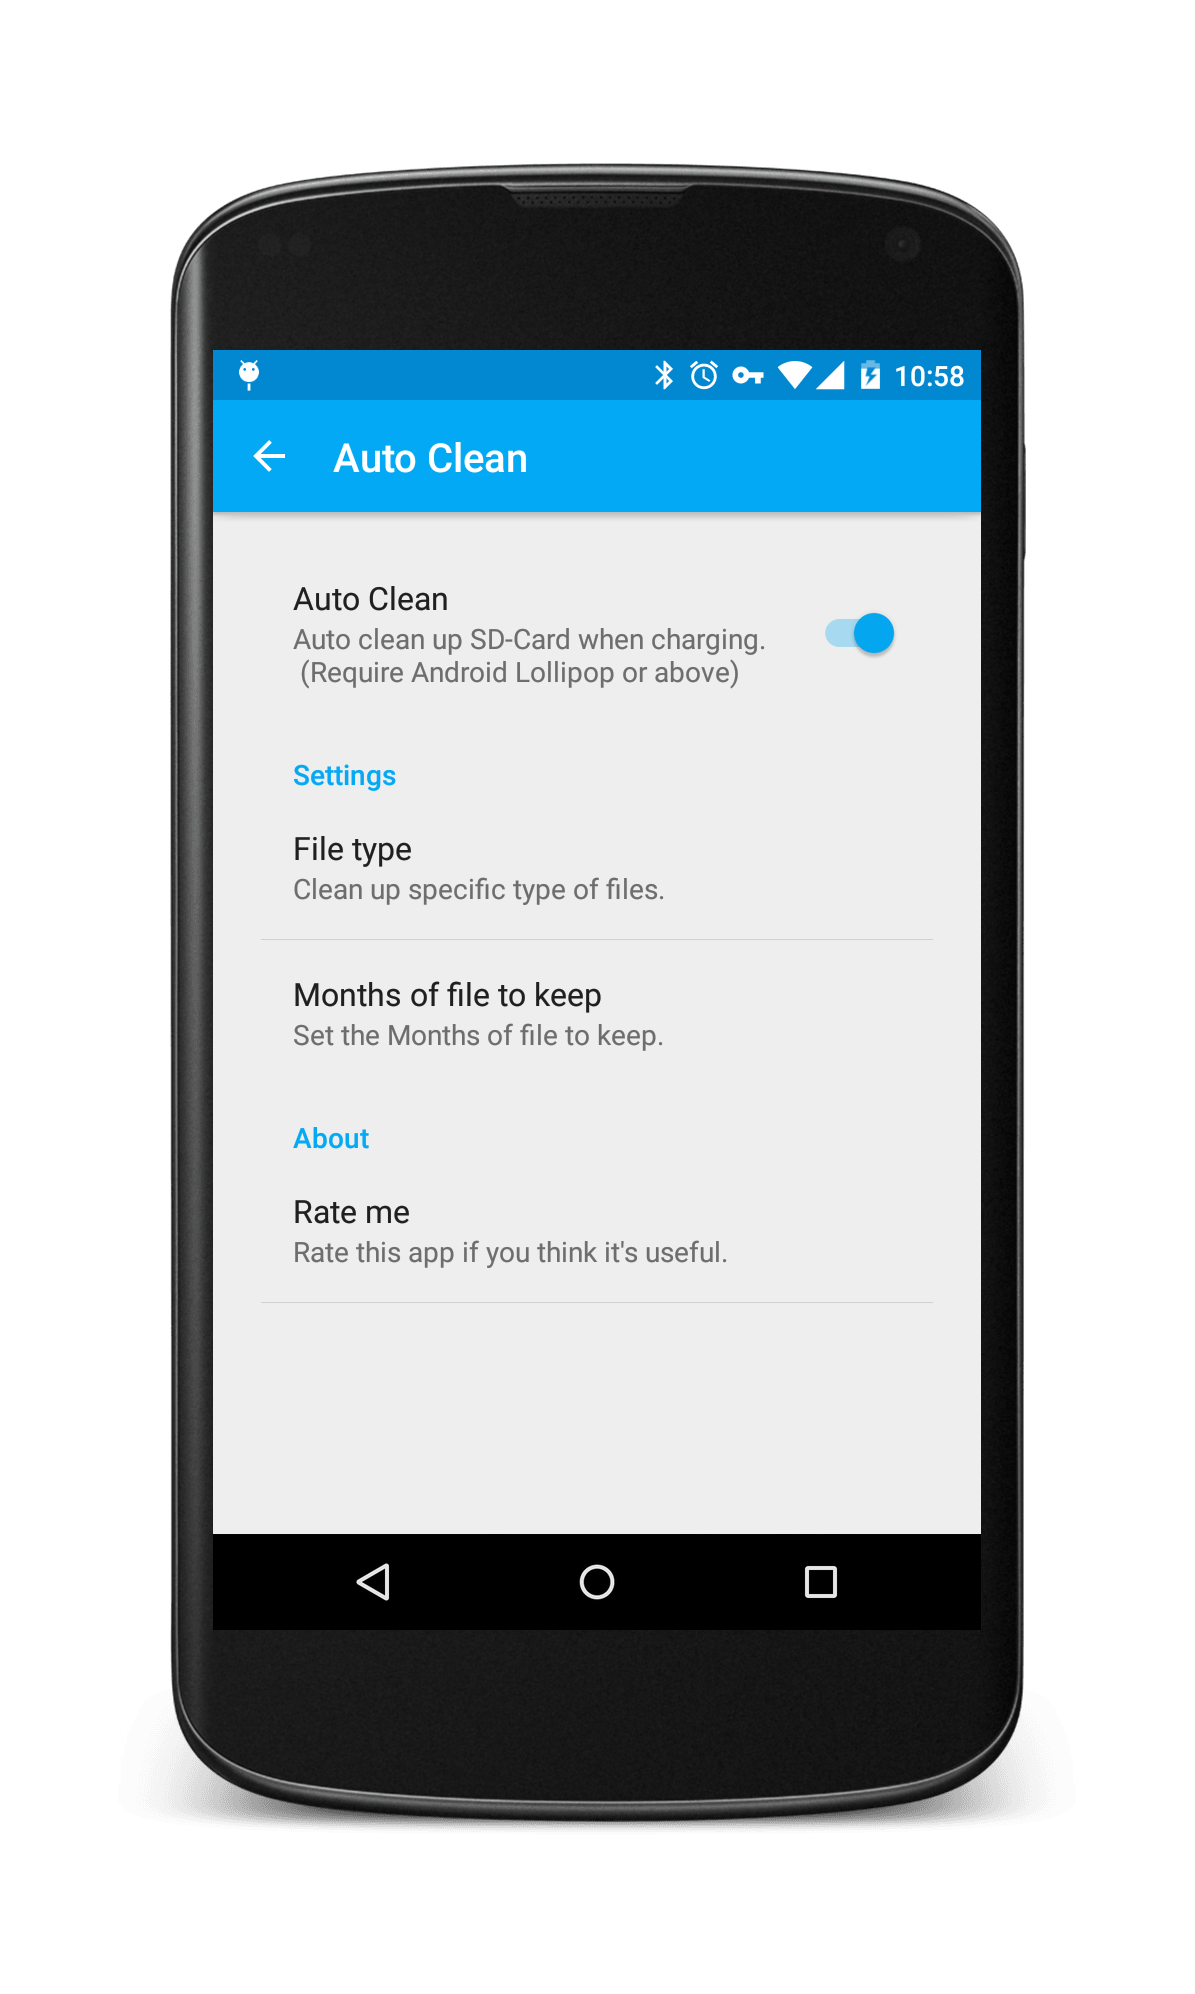 10:58
Auto Clean
Auto Clean
Auto clean up SD-Card when charging.
(Require Android Lollipop or above)
Settings
File type
Clean up specific type of files.
Months of file to keep
Set the Months of file to keep.
About
Rate me
Rate this app if you think it's useful.